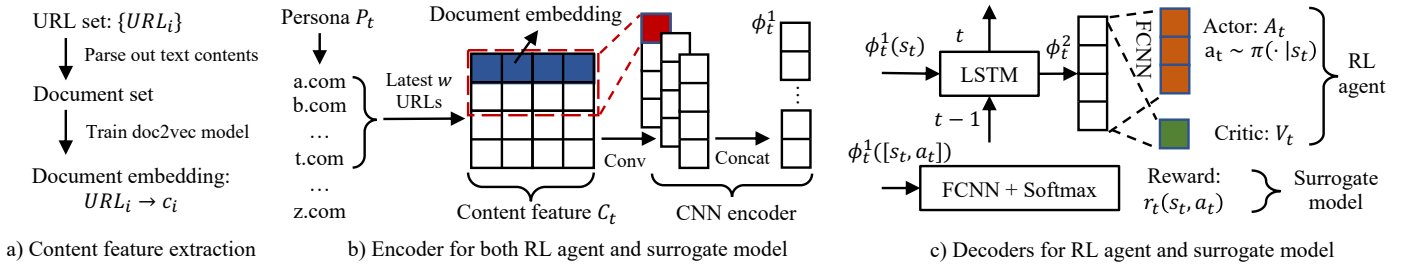 URL set: {URL_i}
Parse out text contents
Document set
Train doc2vec model
Document embedding:
URL_i → c_i
a) Content feature extraction
Persona P_t
a.com
b.com
…
t.com
…
z.com
Latest w
URLs
Document embedding
Content feature C_t
Conv
Concat
ϕ_t^1
⋮
CNN encoder
b) Encoder for both RL agent and surrogate model
ϕ_t^1(s_t)
t
LSTM
t − 1
ϕ_t^2
FCNN
Actor: A_t
a_t ~ π(· |s_t)
Critic: V_t
RL
agent
ϕ_t^1([s_t, a_t])
FCNN + Softmax
Reward:
r_t(s_t, a_t)
Surrogate
model
c) Decoders for RL agent and surrogate model